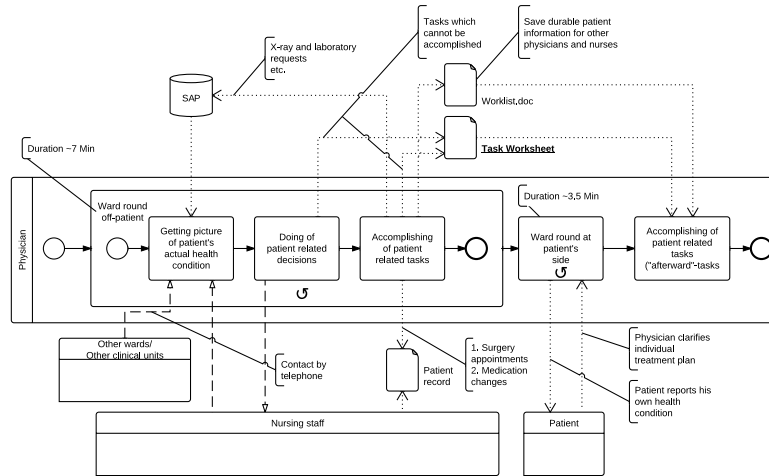 Tasks which
cannot be
accomplished
Save durable patient
information for other
physicians and nurses
X-ray and laboratory
requests
etc.
SAP
Worklist.doc
Task Worksheet
Duration ~7 Min
Duration ~3,5 Min
Physician
Ward round
off-patient
Getting picture
of patient's
actual health
condition
Doing of
patient related
decisions
Accomplishing
of patient
related tasks
Ward round at
patient's
side
Accomplishing of
patient related
tasks
("afterward"-tasks
Other wards/
Other clinical units
Contact by
telephone
Patient
record
1. Surgery
appointments
2. Medication
changes
Physician clarifies
individual
treatment plan
Patient reports his
own health
condition
Nursing staff
Patient